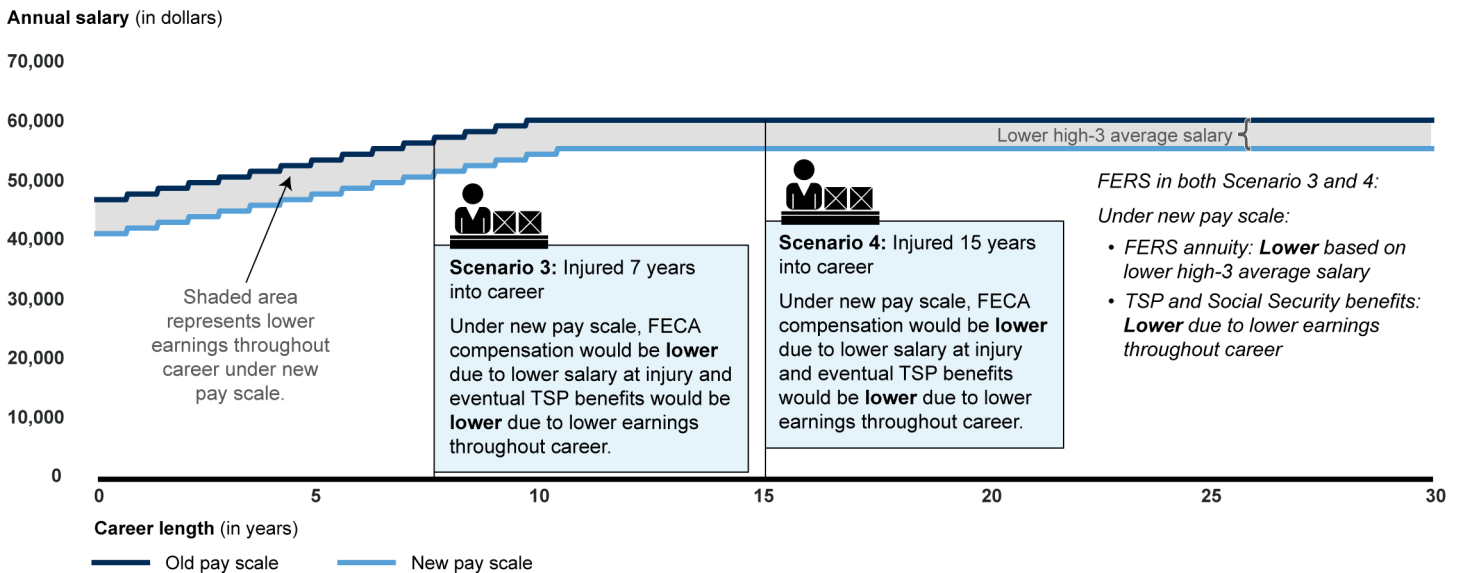 Annual salary (in dollars)
70,000
60,000
50,000
40,000
30,000
20,000
10,000
0
0
5
10
15
20
25
30
Career length (in years)
Old pay scale
New pay scale
Shaded area
represents lower
earnings throughout
career under new
pay scale.
Scenario 3: Injured 7 years
into career
Under new pay scale, FECA
compensation would be lower
due to lower salary at injury and
eventual TSP benefits would be
lower due to lower earnings
throughout career.
Scenario 4: Injured 15 years
into career
Under new pay scale, FECA
compensation would be lower
due to lower salary at injury
and eventual TSP benefits
would be lower due to lower
earnings throughout career.
Lower high-3 average salary
FERS in both Scenario 3 and 4:
Under new pay scale:
• FERS annuity: Lower based on
lower high-3 average salary
• TSP and Social Security benefits:
Lower due to lower earnings
throughout career